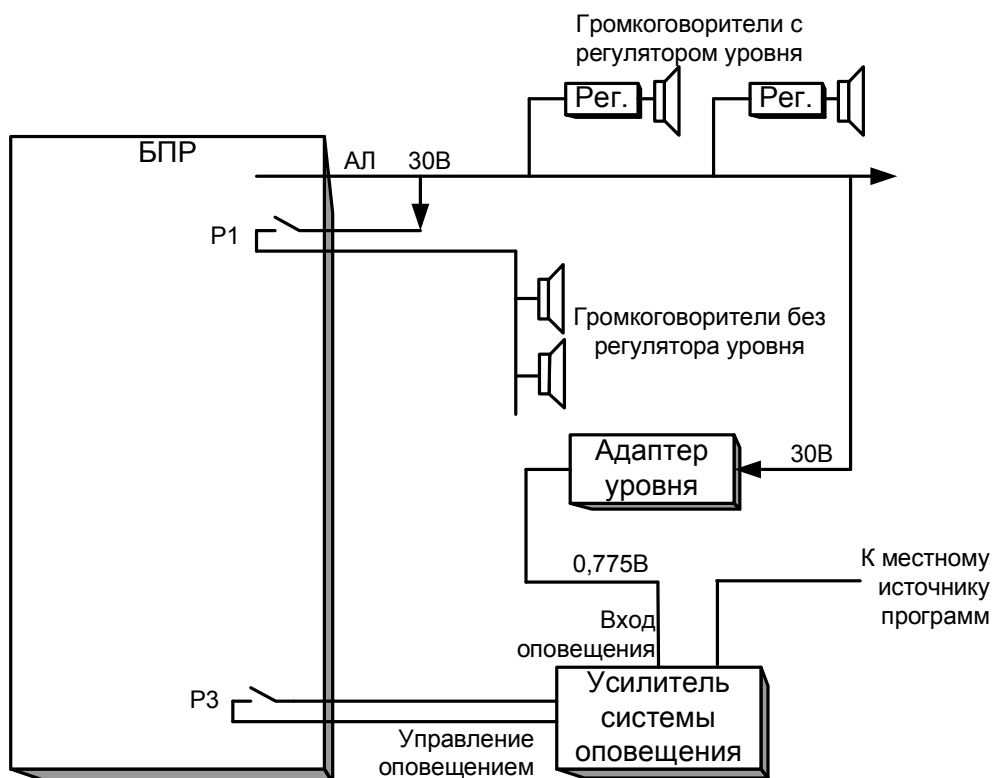 Громкоговорители с
регулятором уровня
Рег.
Рег.
БПР
АЛ 30В
Р1
Громкоговорители без
регулятора уровня
Адаптер
уровня
30В
0,775В
К местному
источнику
программ
Вход
оповещения
Р3
Усилитель
системы
оповещения
Управление
оповещением